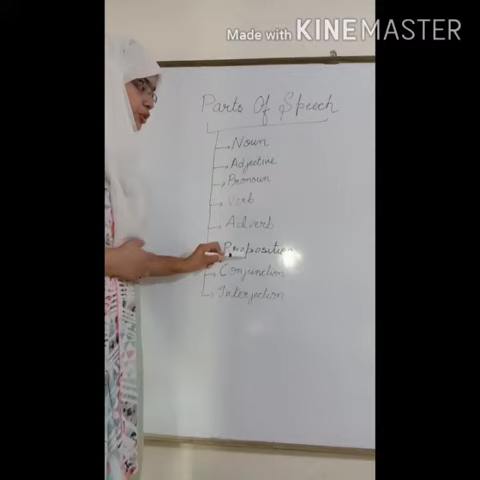 Made with KINEMASTER
Parts Of Speech
Noun
Adjective
Pronoun
Verb
Adverb
Preposition
Conjunction
Interjection